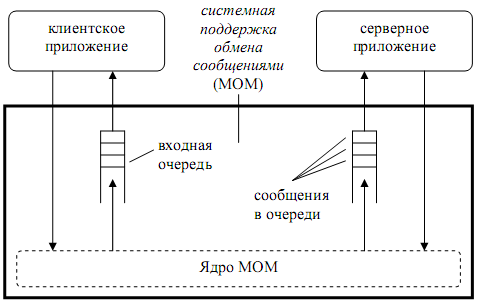 клиентское
приложение
системная
поддержка
обмена
сообщениями
(МОМ)
серверное
приложение
входная
очередь
сообщения
в очереди
Ядро МОМ